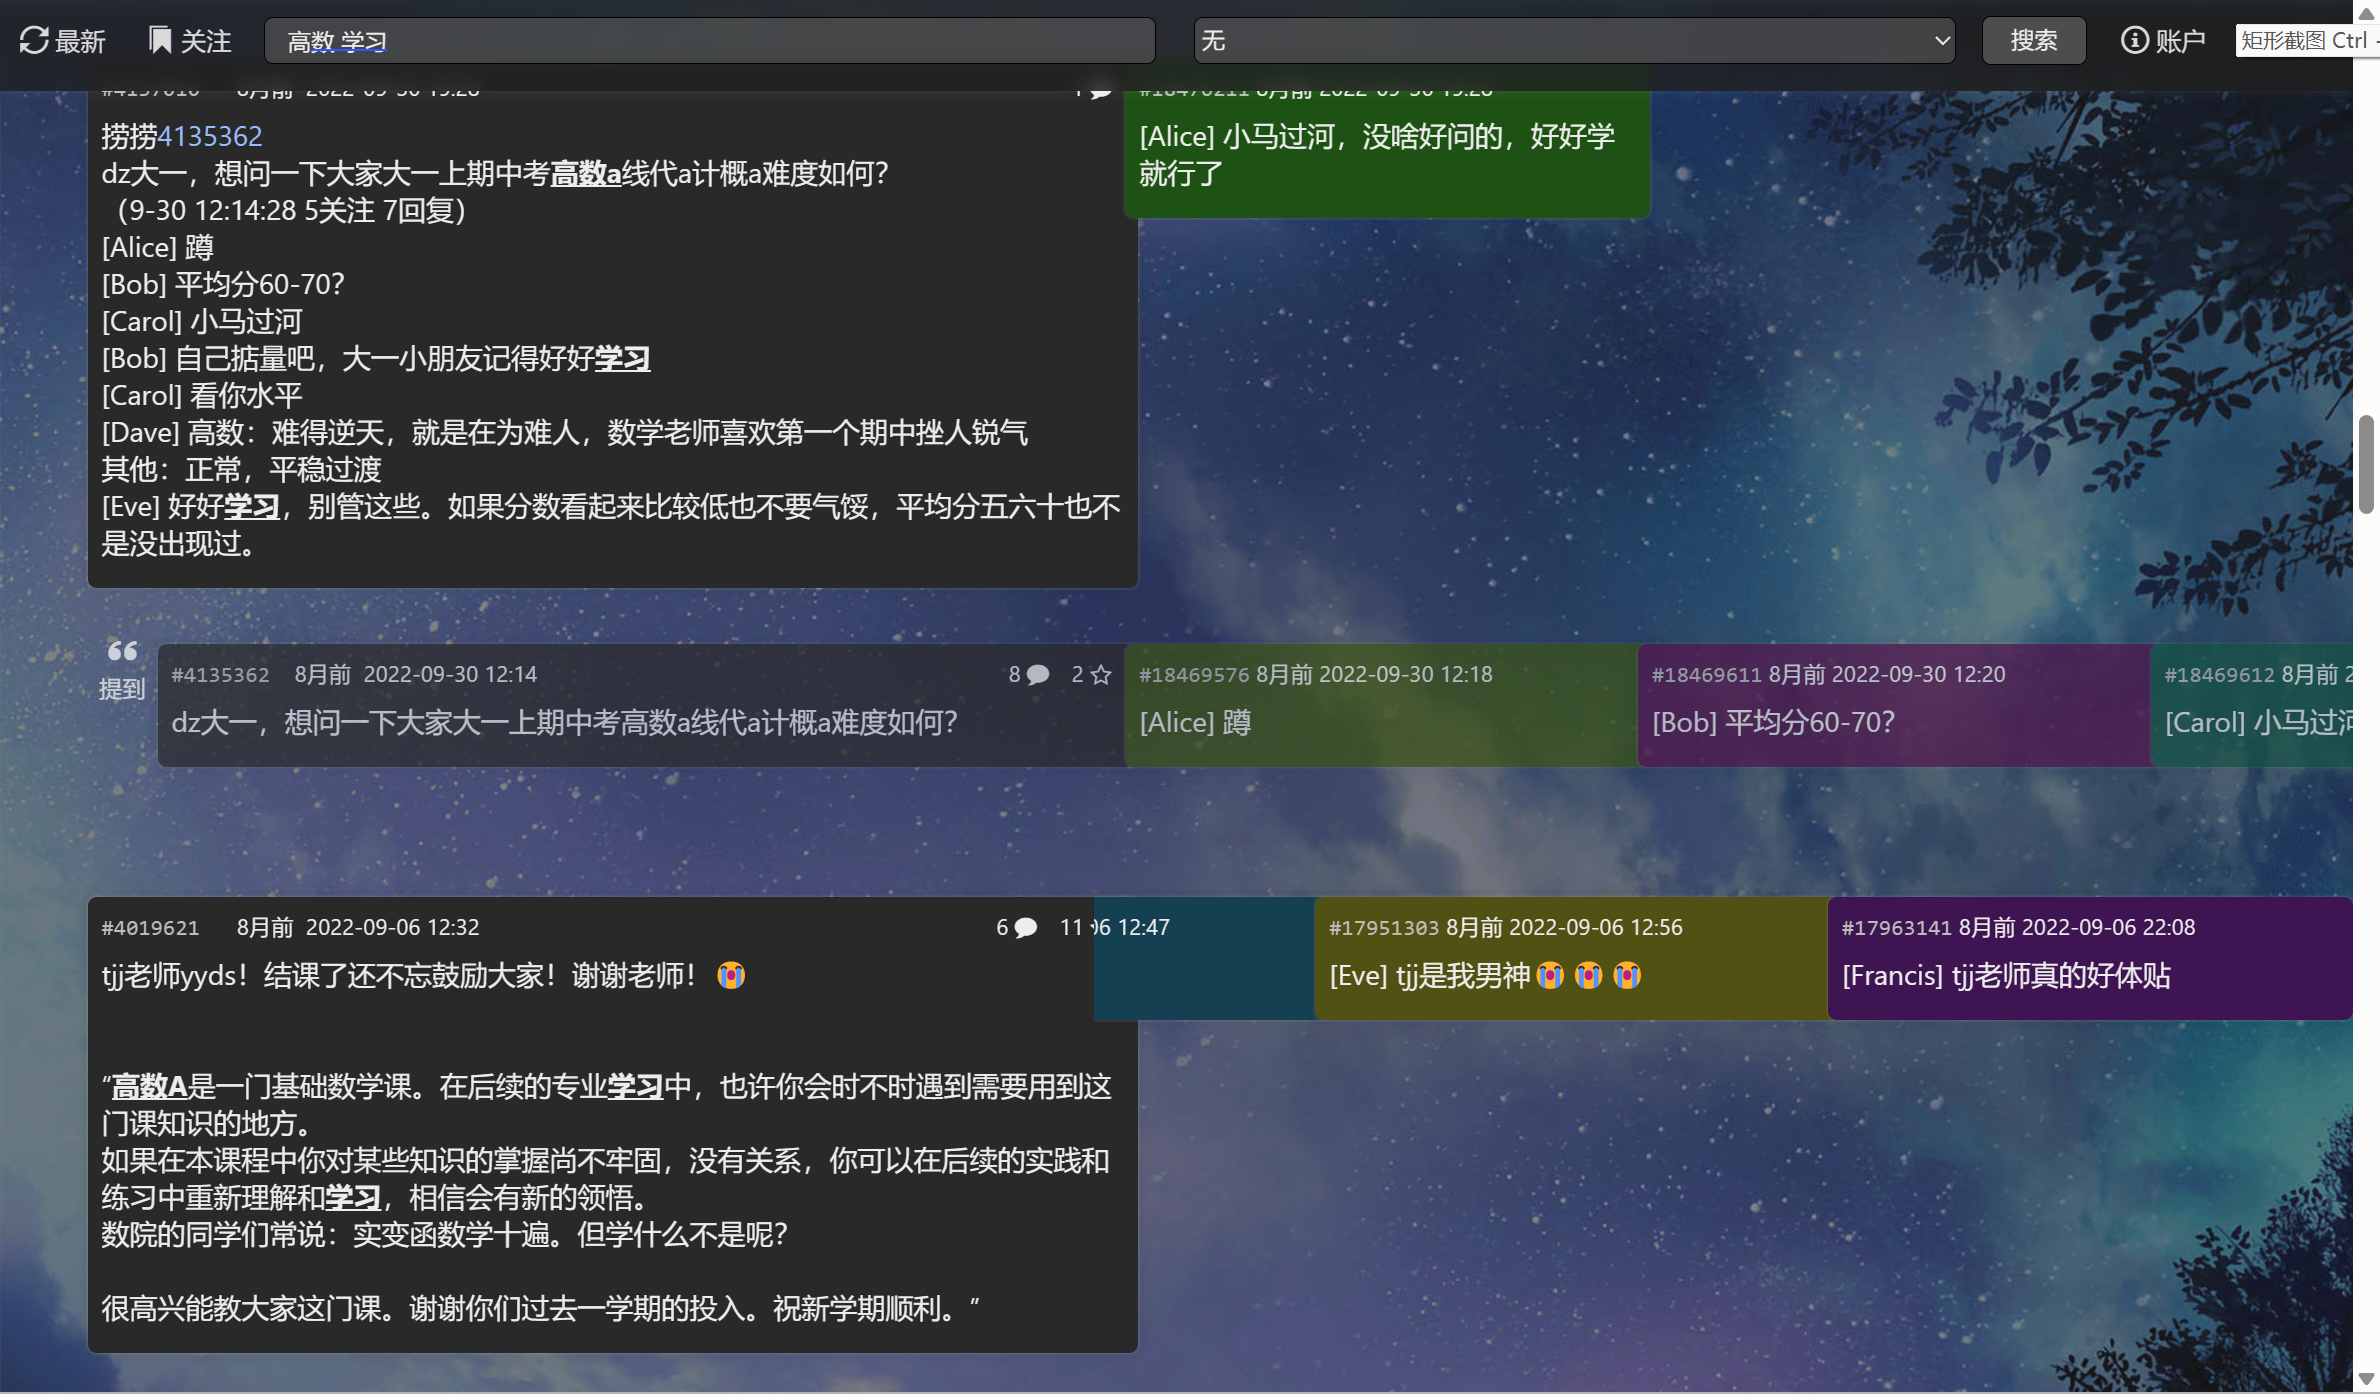 最新 关注 高数 学习 无 搜索 账户 矩形截图 Ctrl
8月前 2022-09-30 19:28
捞捞4135362
dz大一，想问一下大家大一上期中考高数a线代a计概a难度如何？
（9-30 12:14:28 5关注 7回复）
[Alice] 蹲
[Bob] 平均分60-70？
[Carol] 小马过河
[Bob] 自己掂量吧，大一小朋友记得好好学习
[Carol] 看你水平
[Dave] 高数：难得逆天，就是在为难人，数学老师喜欢第一个期中挫人锐气
其他：正常，平稳过渡
[Eve] 好好学习，别管这些。如果分数看起来比较低也不要气馁，平均分五六十也不
是没出现过。
8月前 2022-09-30 19:28
[Alice] 小马过河，没啥好问的，好好学
就行了
提到
#4135362 8月前 2022-09-30 12:14 8 2
dz大一，想问一下大家大一上期中考高数a线代a计概a难度如何？
#18469576 8月前 2022-09-30 12:18
[Alice] 蹲
#18469611 8月前 2022-09-30 12:20
[Bob] 平均分60-70？
#18469612 8月前 2
[Carol] 小马过河
#4019621 8月前 2022-09-06 12:32 6 11
tjj老师yyds！结课了还不忘鼓励大家！谢谢老师！😭
“高数A是一门基础数学课。在后续的专业学习中，也许你会时不时遇到需要用到这
门课知识的地方。
如果在本课程中你对某些知识的掌握尚不牢固，没有关系，你可以在后续的实践和
练习中重新理解和学习，相信会有新的领悟。
数院的同学们常说：实变函数学十遍。但学什么不是呢？
很高兴能教大家这门课。谢谢你们过去一学期的投入。祝新学期顺利。”
06 12:47
#17951303 8月前 2022-09-06 12:56
[Eve] tjj是我男神😭😭😭
#17963141 8月前 2022-09-06 22:08
[Francis] tjj老师真的好体贴